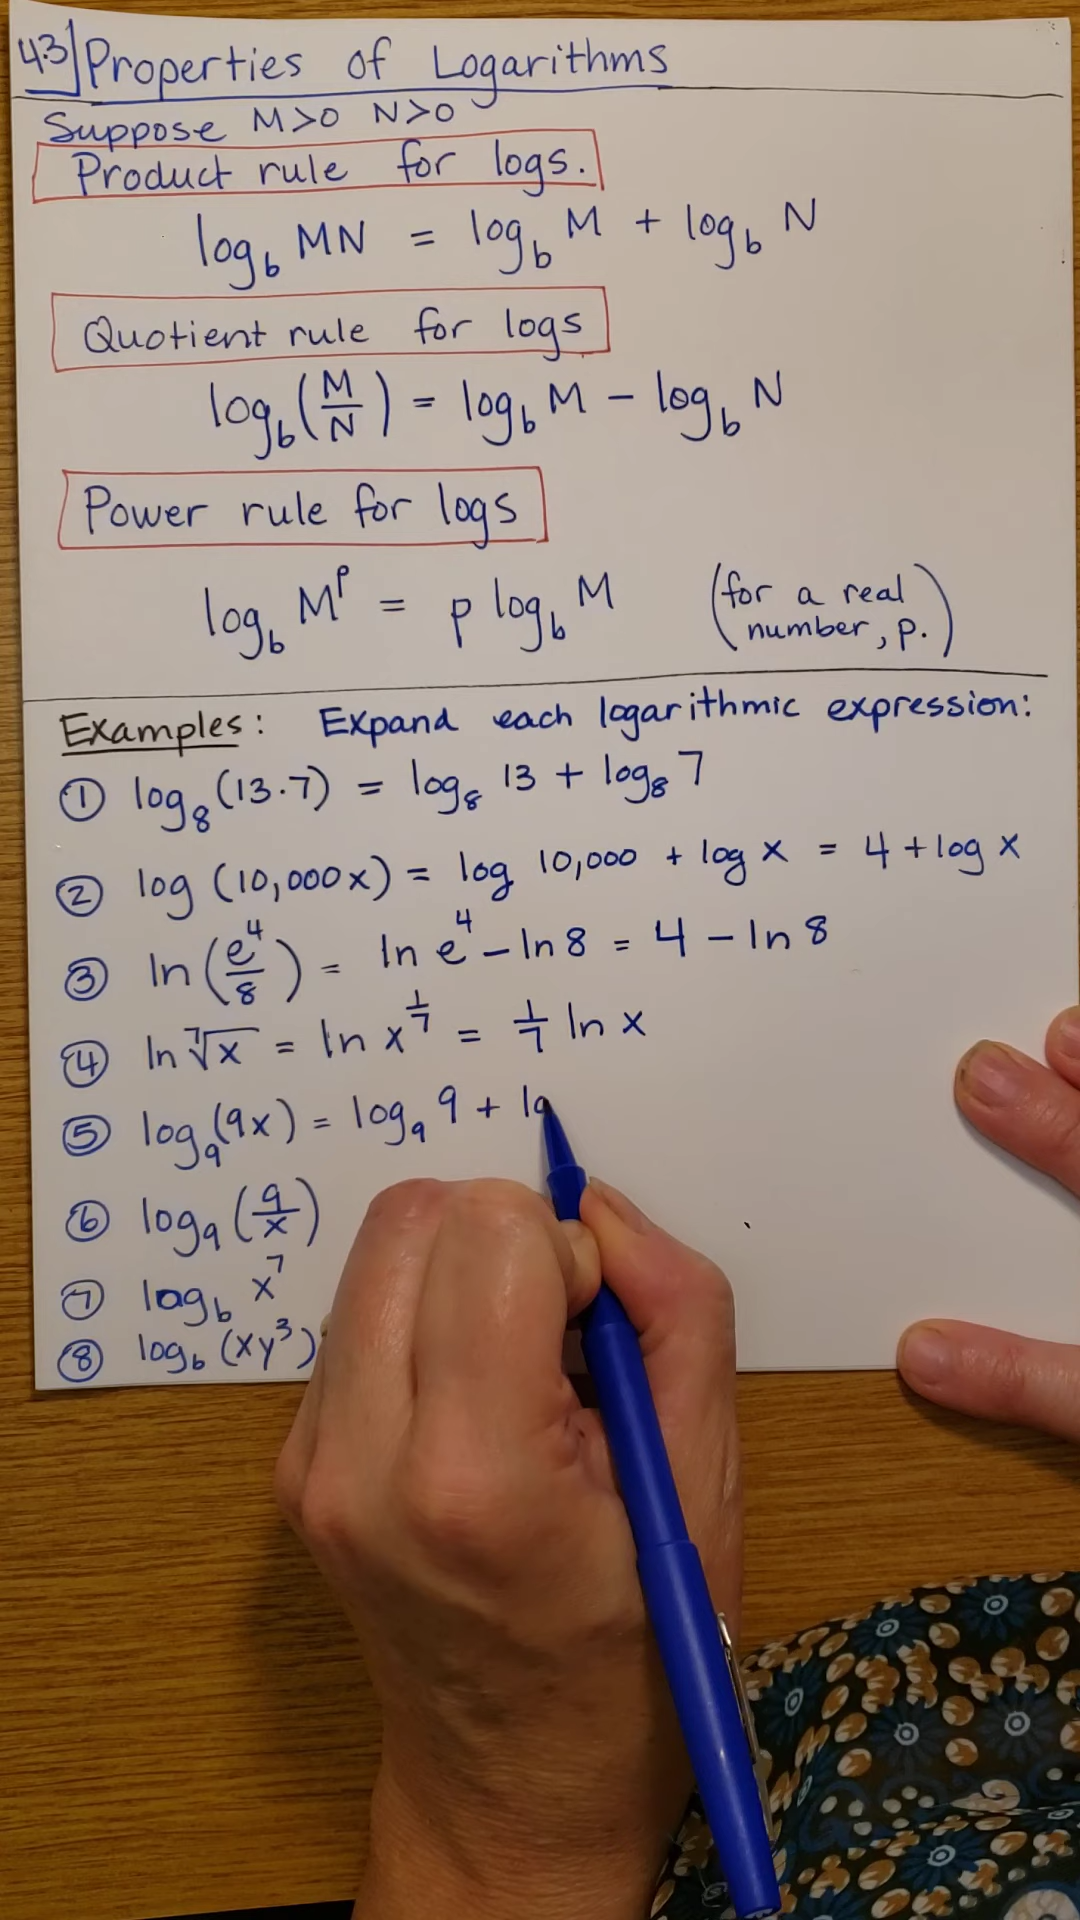 4.3 Properties of Logarithms
Suppose M>0 N>0
Product rule for logs.
log_b MN = log_b M + log_b N
Quotient rule for logs
log_b (M/N) = log_b M − log_b N
Power rule for logs
log_b M^p = p log_b M (for a real number, p.)
Examples: Expand each logarithmic expression:
① log_8 (13·7) = log_8 13 + log_8 7
② log (10,000x) = log 10,000 + log x = 4 + log x
③ ln (e^4/8) = ln e^4 − ln 8 = 4 − ln 8
④ ln ⁷√x = ln x^(1/7) = 1/7 ln x
⑤ log_9 (9x) = log_9 9 + lo
⑥ log_9 (9/x)
⑦ log_b x^7
⑧ log_b (xy^3)